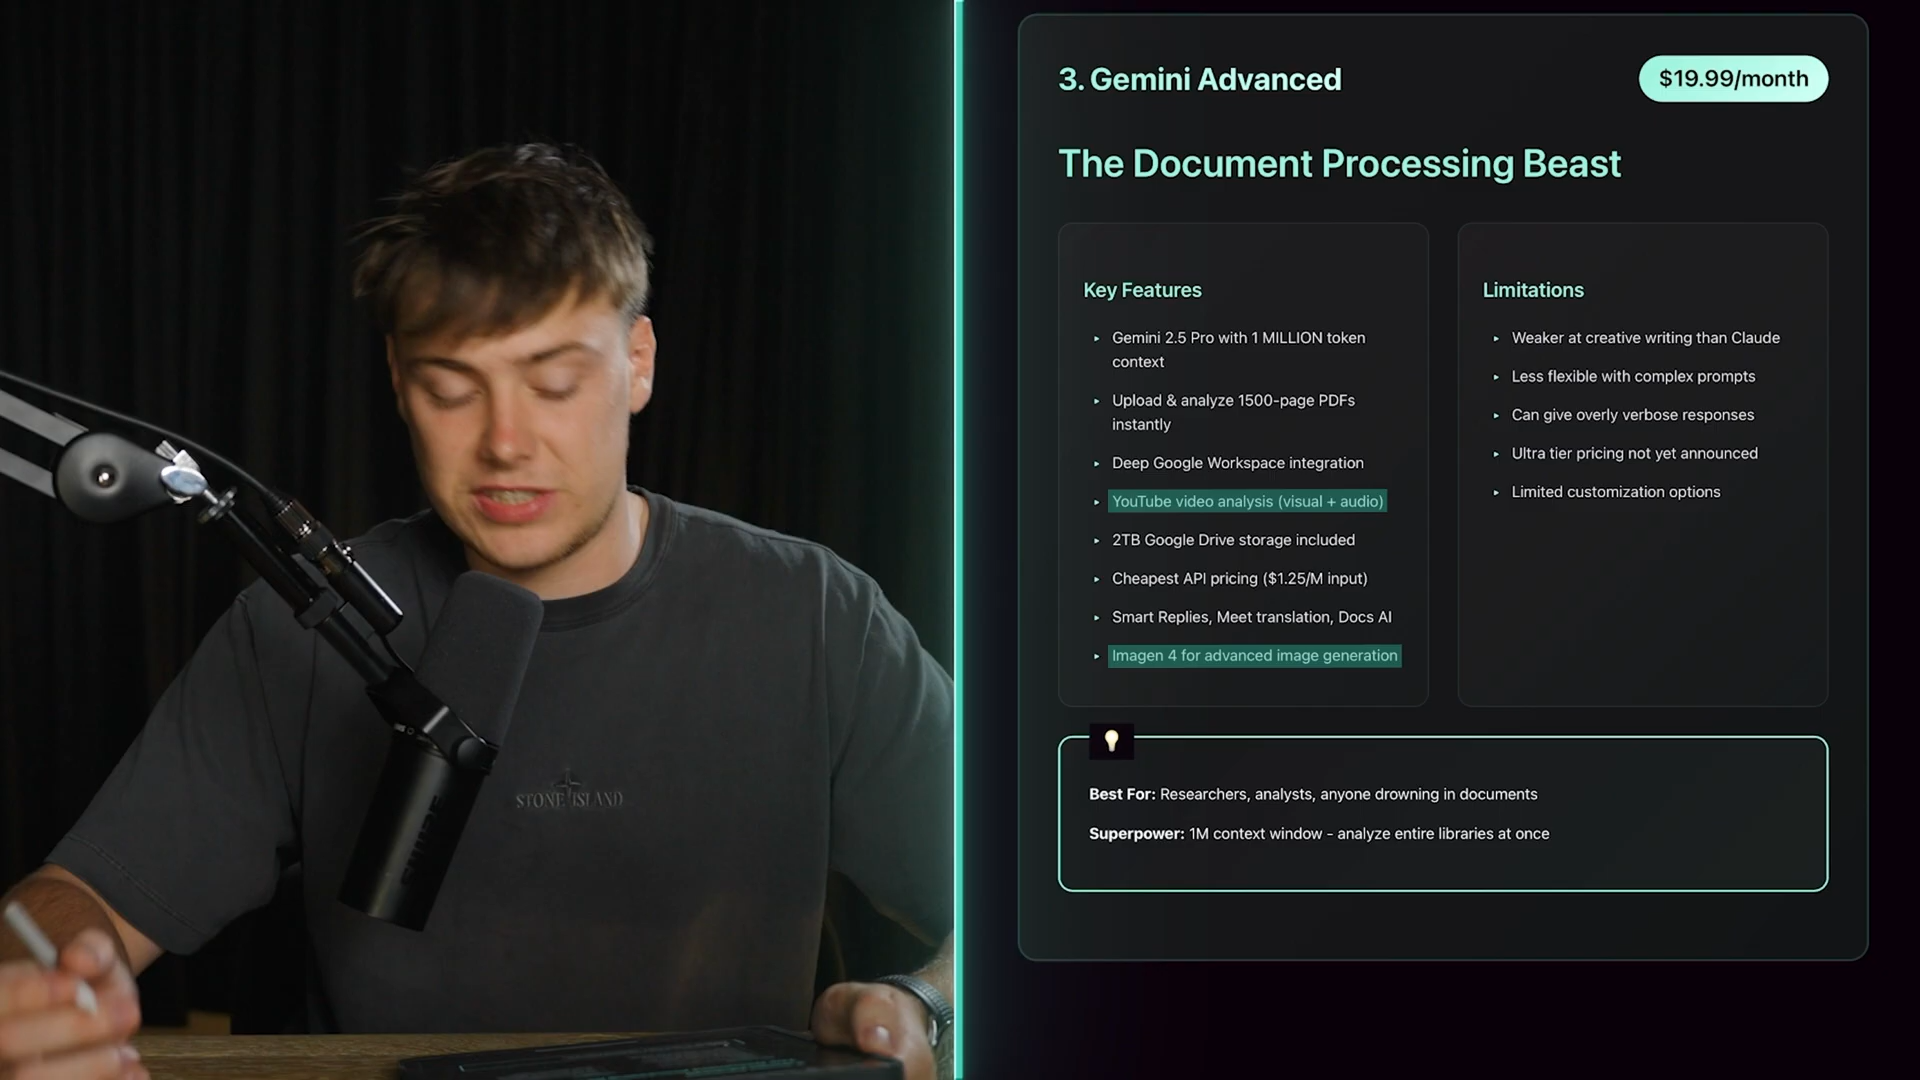 3. Gemini Advanced
$19.99/month
The Document Processing Beast
Key Features
Gemini 2.5 Pro with 1 MILLION token
context
Upload & analyze 1500-page PDFs
instantly
Deep Google Workspace integration
YouTube video analysis (visual + audio)
2TB Google Drive storage included
Cheapest API pricing ($1.25/M input)
Smart Replies, Meet translation, Docs AI
Imagen 4 for advanced image generation
Limitations
Weaker at creative writing than Claude
Less flexible with complex prompts
Can give overly verbose responses
Ultra tier pricing not yet announced
Limited customization options
Best For: Researchers, analysts, anyone drowning in documents
Superpower: 1M context window - analyze entire libraries at once
STONE ISLAND